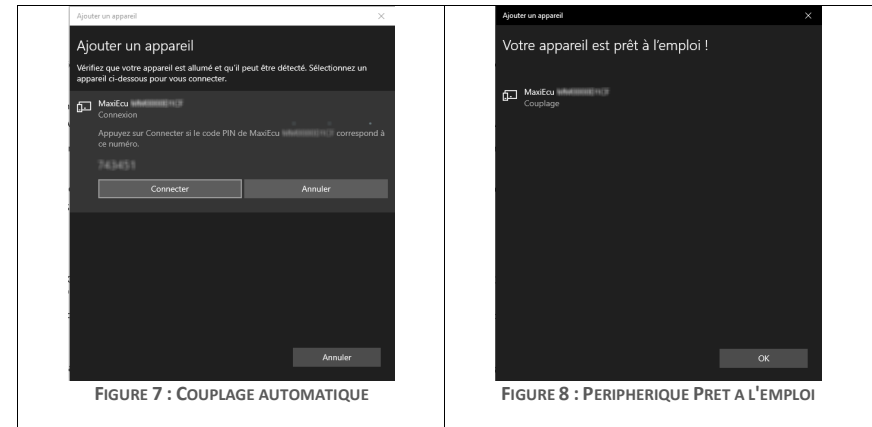 Ajouter un appareil
Ajouter un appareil
Vérifiez que votre appareil est allumé et qu'il peut être détecté. Sélectionnez un
appareil ci-dessous pour vous connecter.
MaxiEcu
Connexion
Appuyez sur Connecter si le code PIN de MaxiEcu correspond à
ce numéro.
743451
Connecter
Annuler
Annuler
FIGURE 7 : COUPLAGE AUTOMATIQUE
Ajouter un appareil
Votre appareil est prêt à l'emploi !
MaxiEcu
Couplage
OK
FIGURE 8 : PERIPHERIQUE PRET A L'EMPLOI